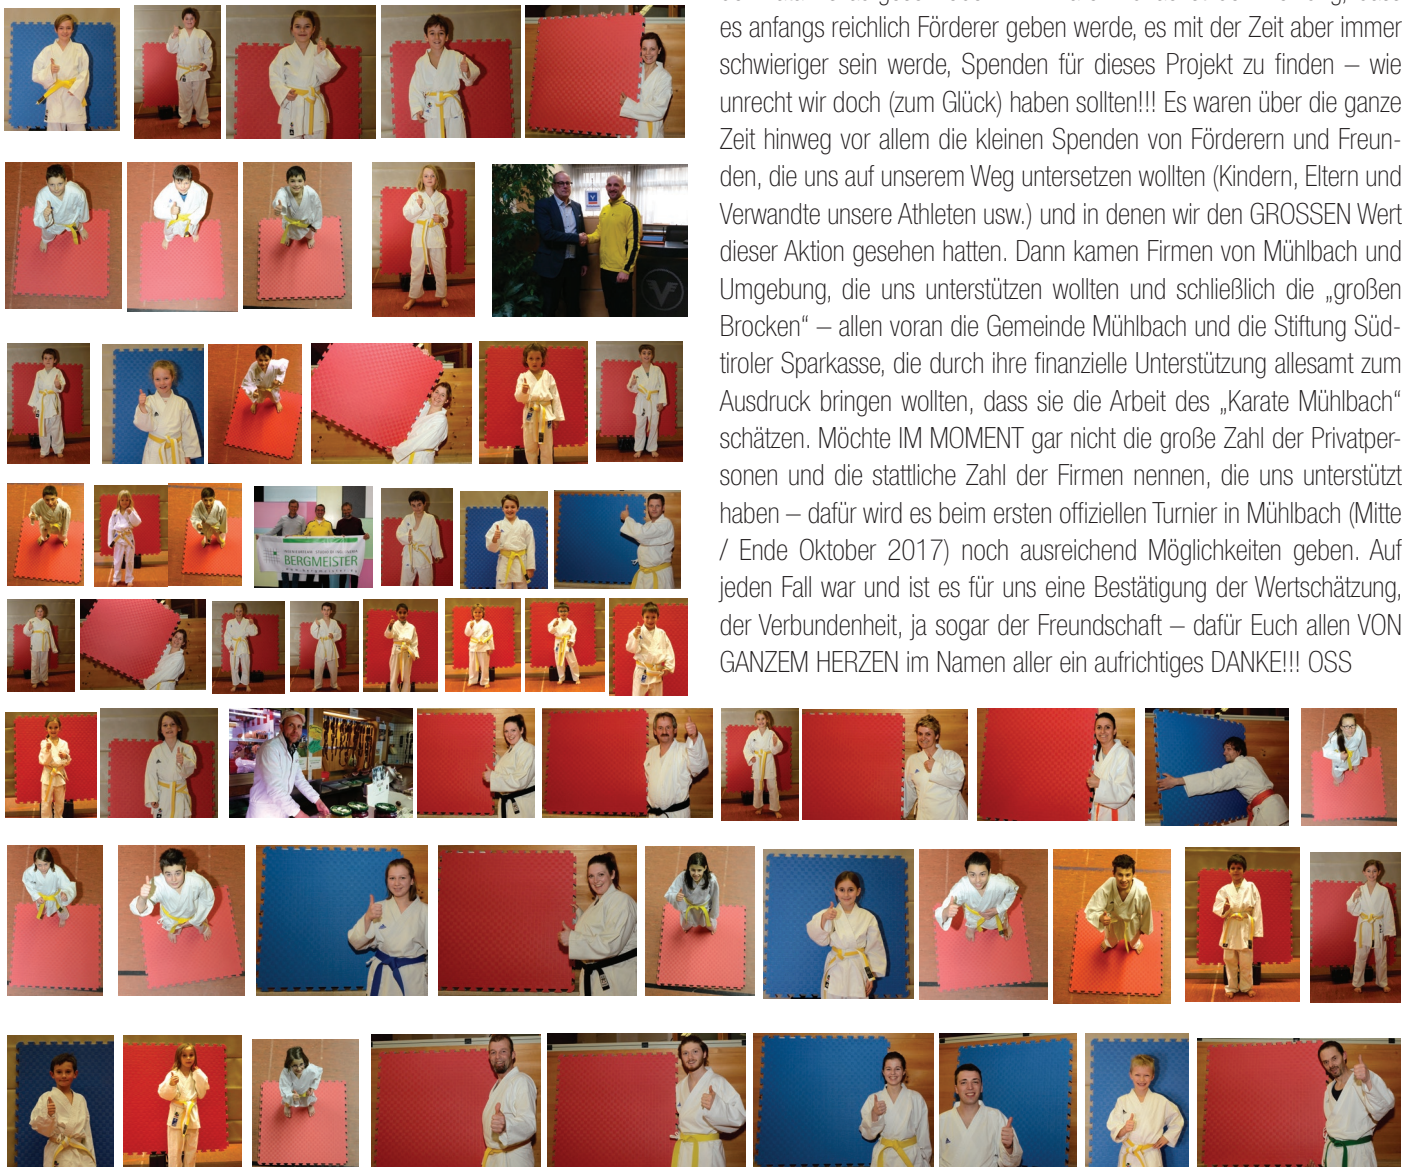 es anfangs reichlich Förderer geben werde, es mit der Zeit aber immer
schwieriger sein werde, Spenden für dieses Projekt zu finden – wie
unrecht wir doch (zum Glück) haben sollten!!! Es waren über die ganze
Zeit hinweg vor allem die kleinen Spenden von Förderern und Freun-
den, die uns auf unserem Weg untersetzen wollten (Kindern, Eltern und
Verwandte unsere Athleten usw.) und in denen wir den GROSSEN Wert
dieser Aktion gesehen hatten. Dann kamen Firmen von Mühlbach und
Umgebung, die uns unterstützen wollten und schließlich die „großen
Brocken“ – allen voran die Gemeinde Mühlbach und die Stiftung Süd-
tiroler Sparkasse, die durch ihre finanzielle Unterstützung allesamt zum
Ausdruck bringen wollten, dass sie die Arbeit des „Karate Mühlbach“
schätzen. Möchte IM MOMENT gar nicht die große Zahl der Privatper-
sonen und die stattliche Zahl der Firmen nennen, die uns unterstützt
haben – dafür wird es beim ersten offiziellen Turnier in Mühlbach (Mitte
/ Ende Oktober 2017) noch ausreichend Möglichkeiten geben. Auf
jeden Fall war und ist es für uns eine Bestätigung der Wertschätzung,
der Verbundenheit, ja sogar der Freundschaft – dafür Euch allen VON
GANZEM HERZEN im Namen aller ein aufrichtiges DANKE!!! OSS
BERGMEISTER